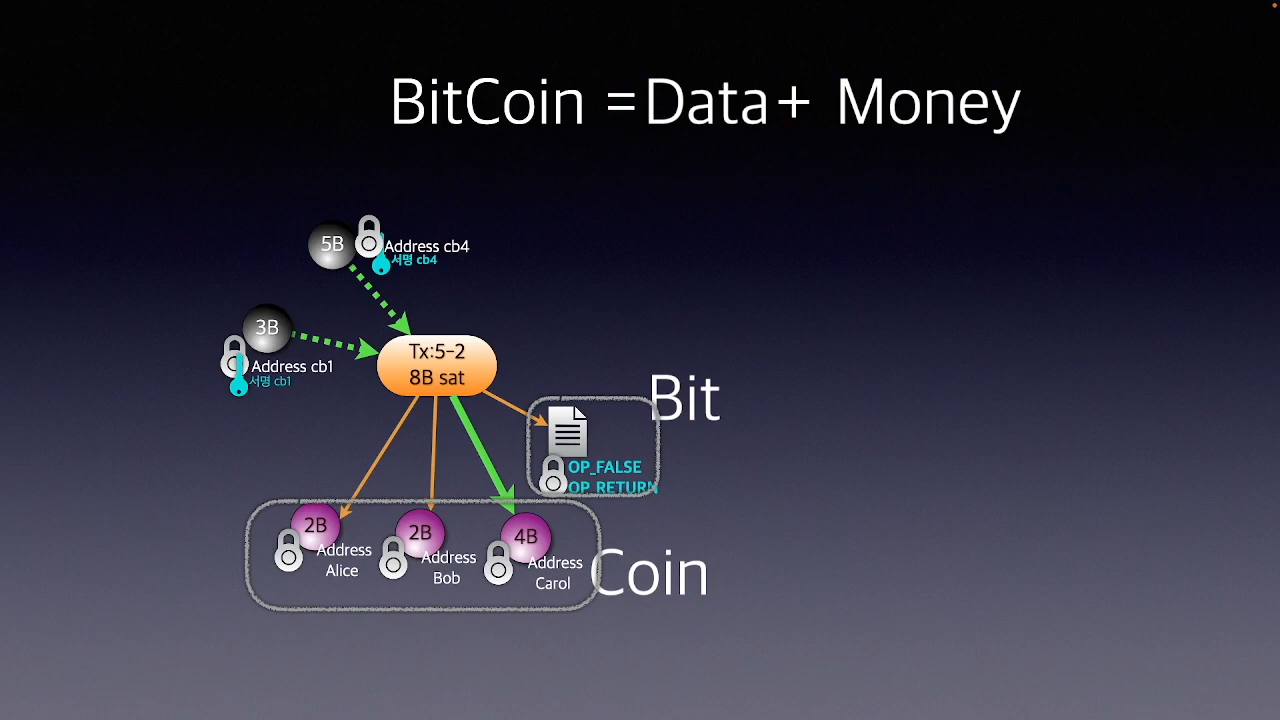 BitCoin =Data+ Money
5B
Address cb4
서명 cb4
3B
Address cb1
서명 cb1
Tx:5-2
8B sat
Bit
OP_FALSE
OP_RETURN
2B
Address
Alice
2B
Address
Bob
4B
Address
Carol
Coin